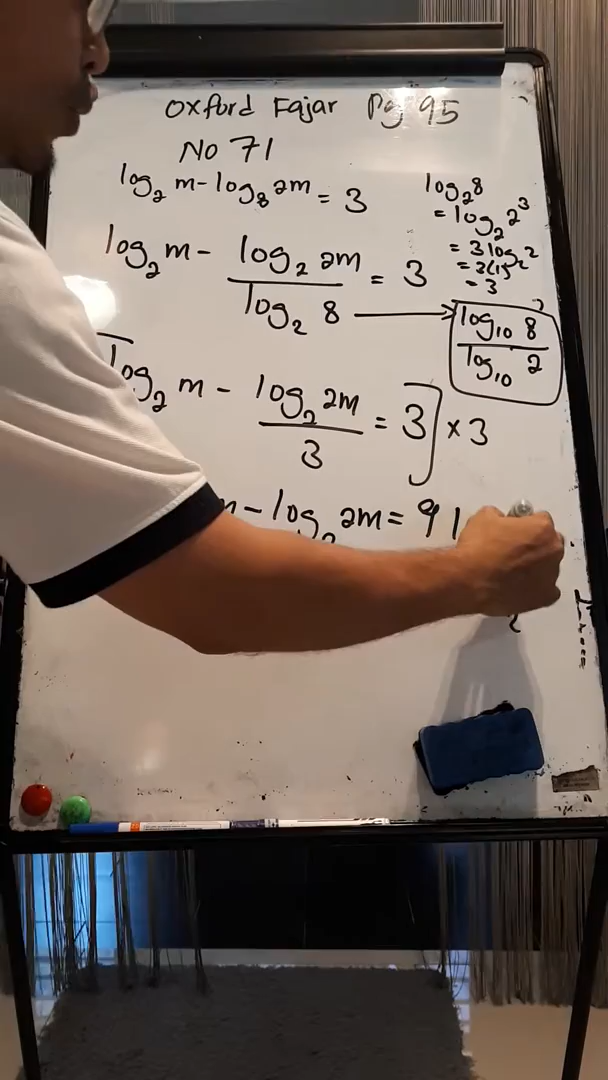 Oxford Fajar Pg 95
No 71
log₂ m - log₈ 2m = 3
log₂ 8
= log₂ 2³
= 3 log₂ 2
= 3(1)
= 3
log₂ m - log₂ 2m / log₂ 8 = 3
log₁₀ 8 / log₁₀ 2
log₂ m - log₂ 2m / 3 = 3 ] × 3
m - log₂ 2m = 9